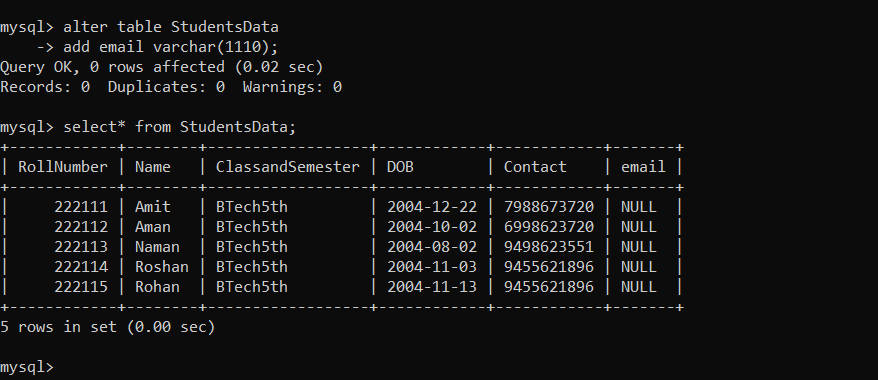 mysql> alter table StudentsData
    -> add email varchar(1110);
Query OK, 0 rows affected (0.02 sec)
Records: 0  Duplicates: 0  Warnings: 0

mysql> select* from StudentsData;
+------------+--------+------------------+------------+------------+-------+
| RollNumber | Name   | ClassandSemester | DOB        | Contact    | email |
+------------+--------+------------------+------------+------------+-------+
|     222111 | Amit   | BTech5th         | 2004-12-22 | 7988673720 | NULL  |
|     222112 | Aman   | BTech5th         | 2004-10-02 | 6998623720 | NULL  |
|     222113 | Naman  | BTech5th         | 2004-08-02 | 9498623551 | NULL  |
|     222114 | Roshan | BTech5th         | 2004-11-03 | 9455621896 | NULL  |
|     222115 | Rohan  | BTech5th         | 2004-11-13 | 9455621896 | NULL  |
+------------+--------+------------------+------------+------------+-------+
5 rows in set (0.00 sec)

mysql>